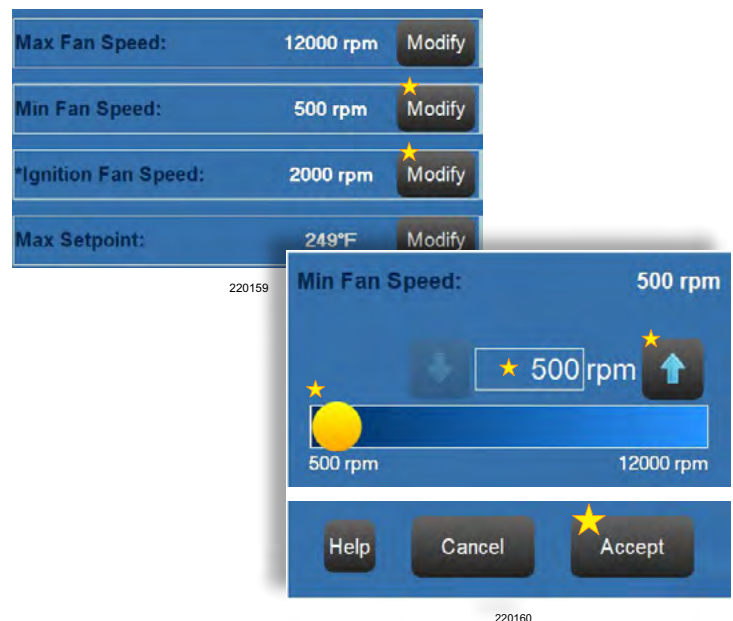 Max Fan Speed: 12000 rpm Modify
Min Fan Speed: 500 rpm Modify
*Ignition Fan Speed: 2000 rpm Modify
Max Setpoint: 249°F Modify
220159
Min Fan Speed: 500 rpm
500 rpm
500 rpm 12000 rpm
Help Cancel Accept
220160